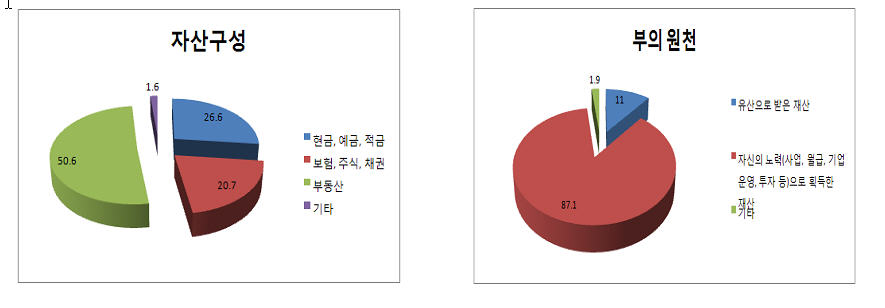 자산구성
1.6
26.6
50.6
20.7
현금, 예금, 적금
보험, 주식, 채권
부동산
기타
부의 원천
1.9
11
87.1
유산으로 받은 재산
자신의 노력(사업, 월급, 기업
운영, 투자 등)으로 획득한
재산
기타